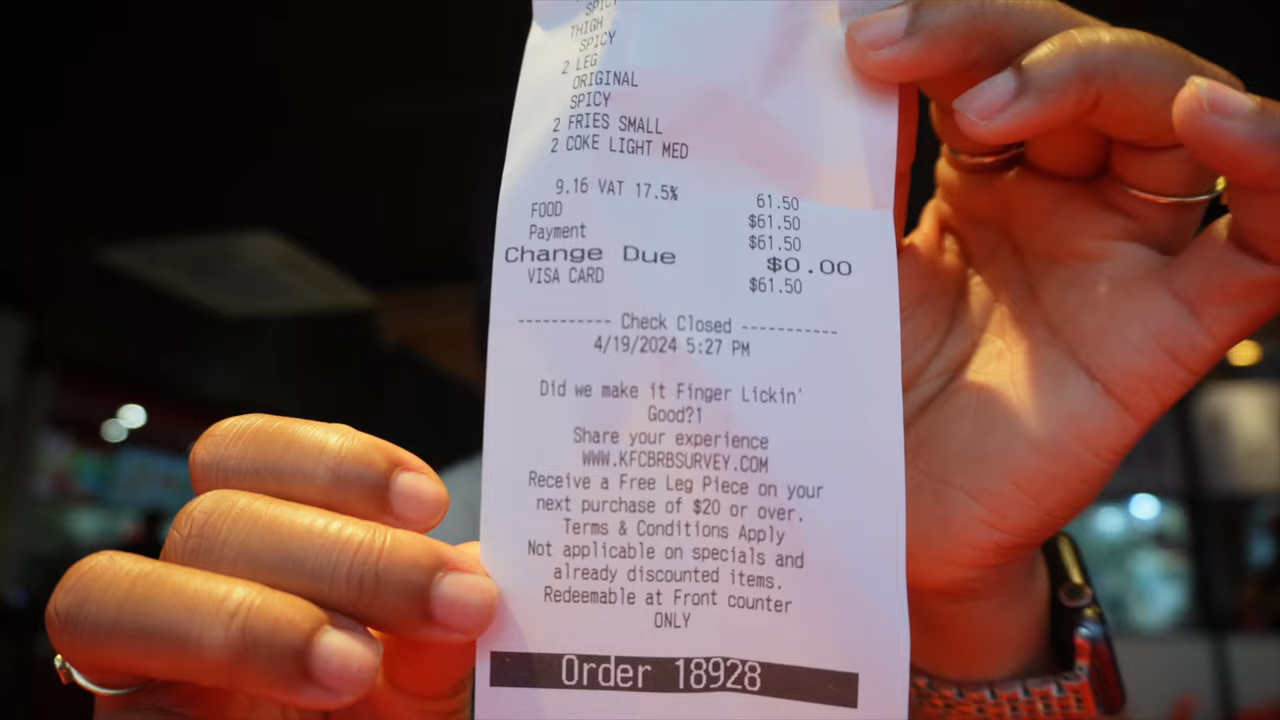 SPICY
THIGH
SPICY
2 LEG
ORIGINAL
SPICY
2 FRIES SMALL
2 COKE LIGHT MED
9.16 VAT 17.5% 61.50
FOOD $61.50
Payment $61.50
Change Due $0.00
VISA CARD $61.50
----------- Check Closed -----------
4/19/2024 5:27 PM
Did we make it Finger Lickin'
Good?1
Share your experience
WWW.KFCBRBSURVEY.COM
Receive a Free Leg Piece on your
next purchase of $20 or over.
Terms & Conditions Apply
Not applicable on specials and
already discounted items.
Redeemable at Front counter
ONLY
Order 18928